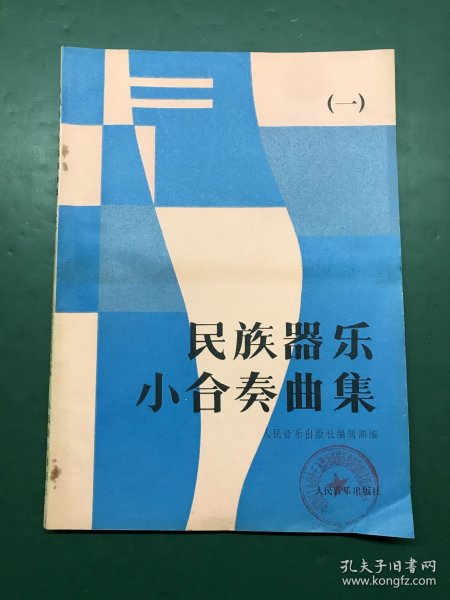 (一)
民族器乐
小合奏曲集
人民音乐出版社编辑部编
人民音乐出版社
孔夫子旧书网
www.kongfz.com